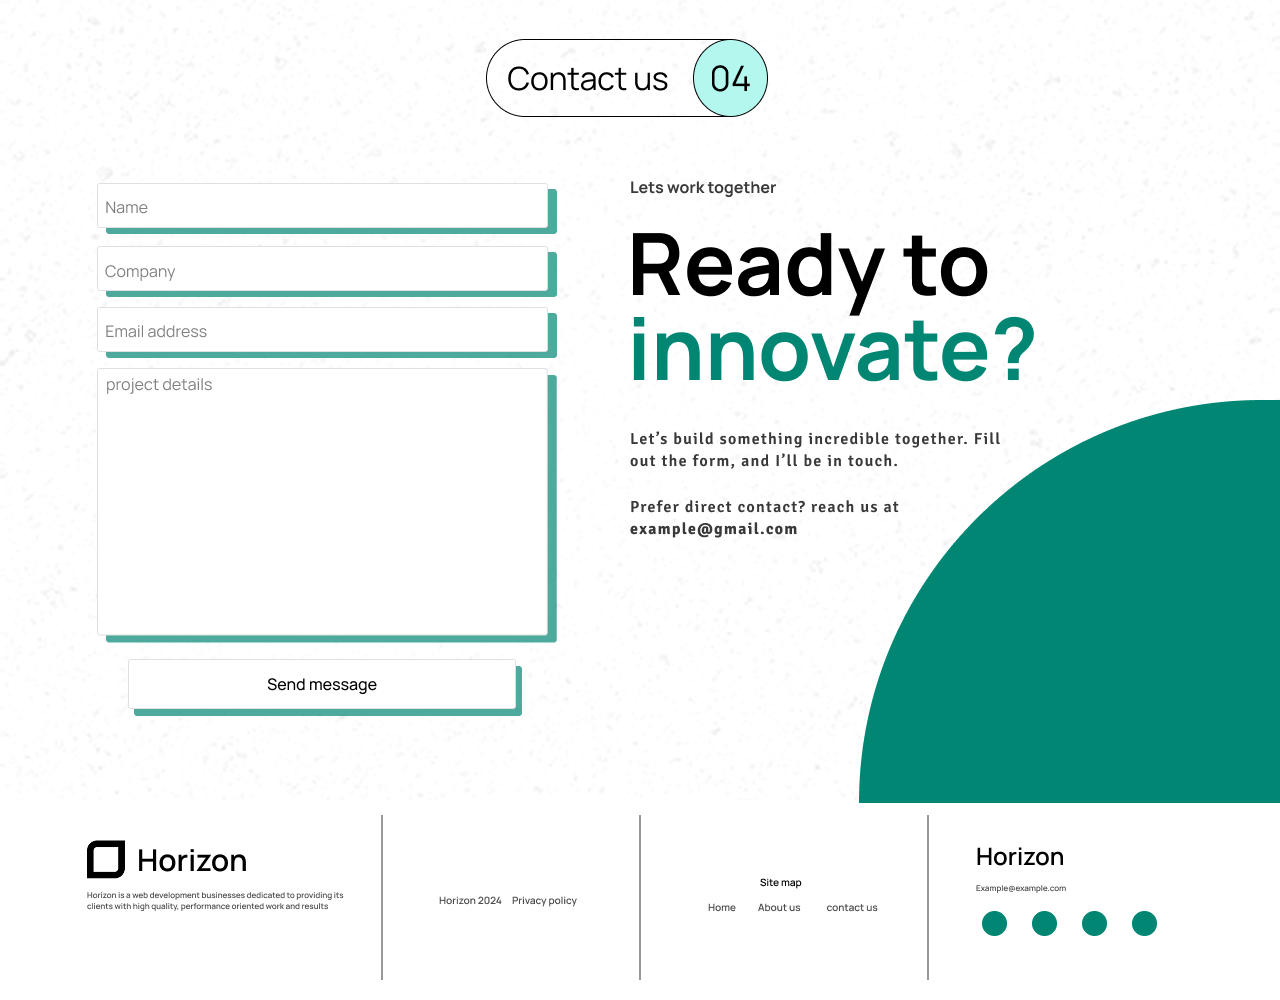 Contact us 04
Name
Company
Email address
project details
Send message
Lets work together
Ready to
innovate?
Let’s build something incredible together. Fill
out the form, and I’ll be in touch.
Prefer direct contact? reach us at
example@gmail.com
Horizon
Horizon is a web development businesses dedicated to providing its
clients with high quality, performance oriented work and results
Horizon 2024 Privacy policy
Site map
Home About us contact us
Horizon
Example@example.com